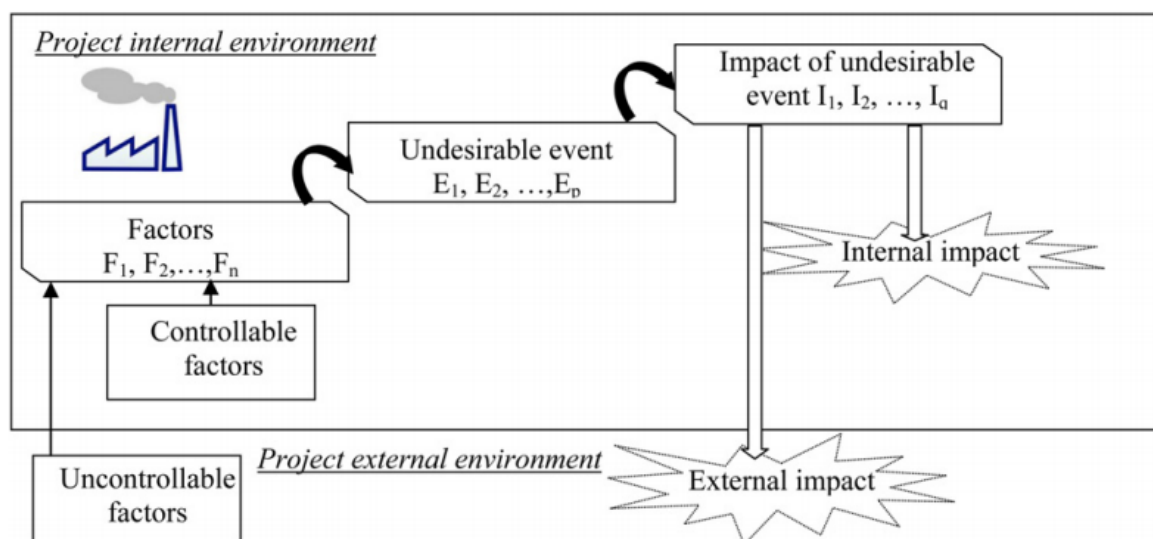 Project internal environment
Impact of undesirable
event I₁, I₂, …, I_q
Undesirable event
E₁, E₂, …,Eₚ
Factors
F₁, F₂,…,Fₙ
Internal impact
Controllable
factors
Project external environment
Uncontrollable
factors
External impact